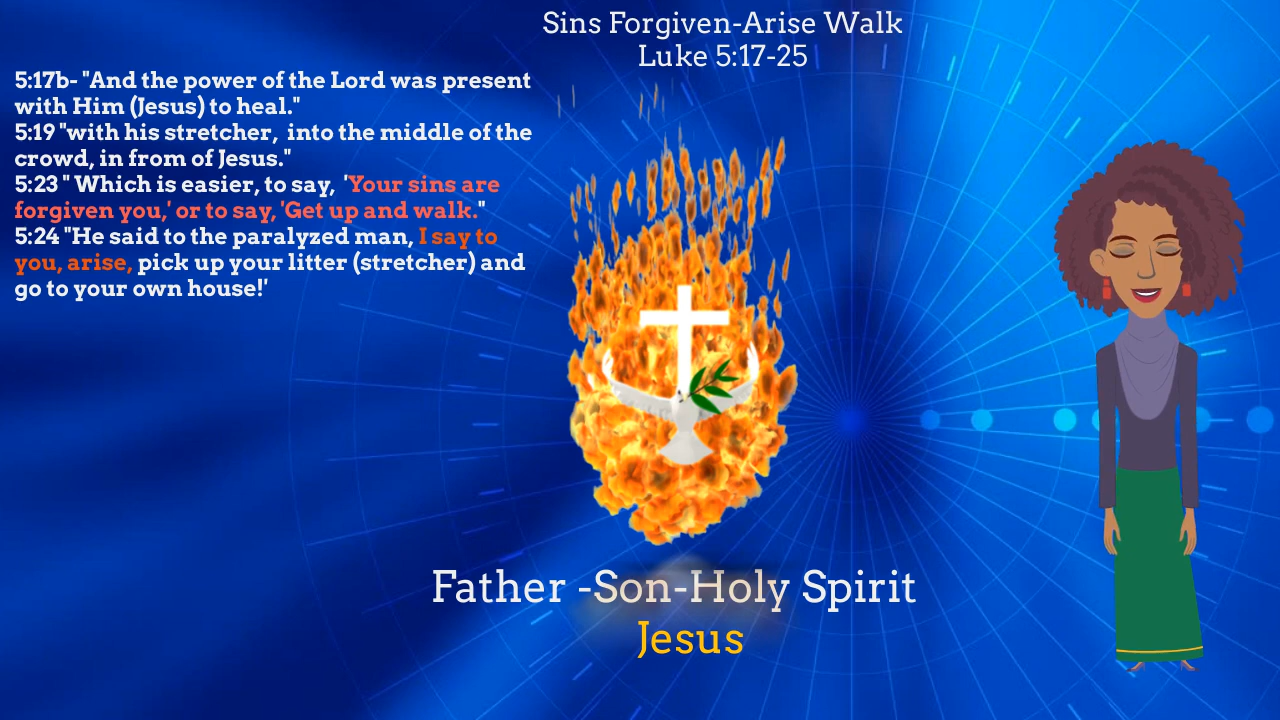 Sins Forgiven-Arise Walk
Luke 5:17-25
5:17b- "And the power of the Lord was present
with Him (Jesus) to heal."
5:19 "with his stretcher,  into the middle of the
crowd, in from of Jesus."
5:23 " Which is easier, to say,  'Your sins are
forgiven you,' or to say, 'Get up and walk."
5:24 "He said to the paralyzed man, I say to
you, arise, pick up your litter (stretcher) and
go to your own house!'
Father -Son-Holy Spirit
Jesus